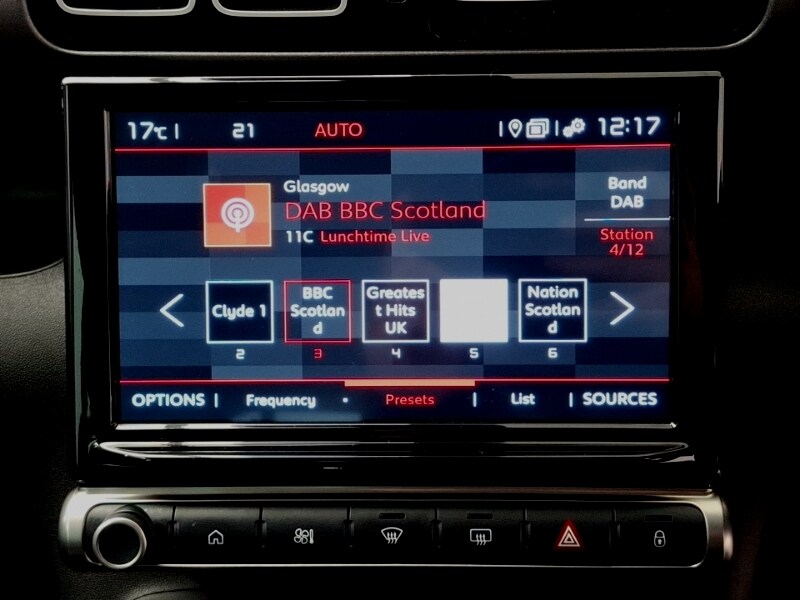 17°C 21 AUTO 12:17
Glasgow
DAB BBC Scotland
11C Lunchtime Live
Band
DAB
Station
4/12
Clyde 1
BBC
Scotlan
d
Greates
t Hits
UK
Nation
Scotlan
d
2 3 4 5 6
OPTIONS Frequency Presets List SOURCES